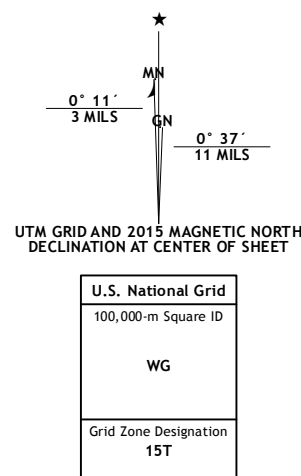 MN
0° 11´
3 MILS
GN
0° 37´
11 MILS
UTM GRID AND 2015 MAGNETIC NORTH
DECLINATION AT CENTER OF SHEET
U.S. National Grid
100,000-m Square ID
WG
Grid Zone Designation
15T